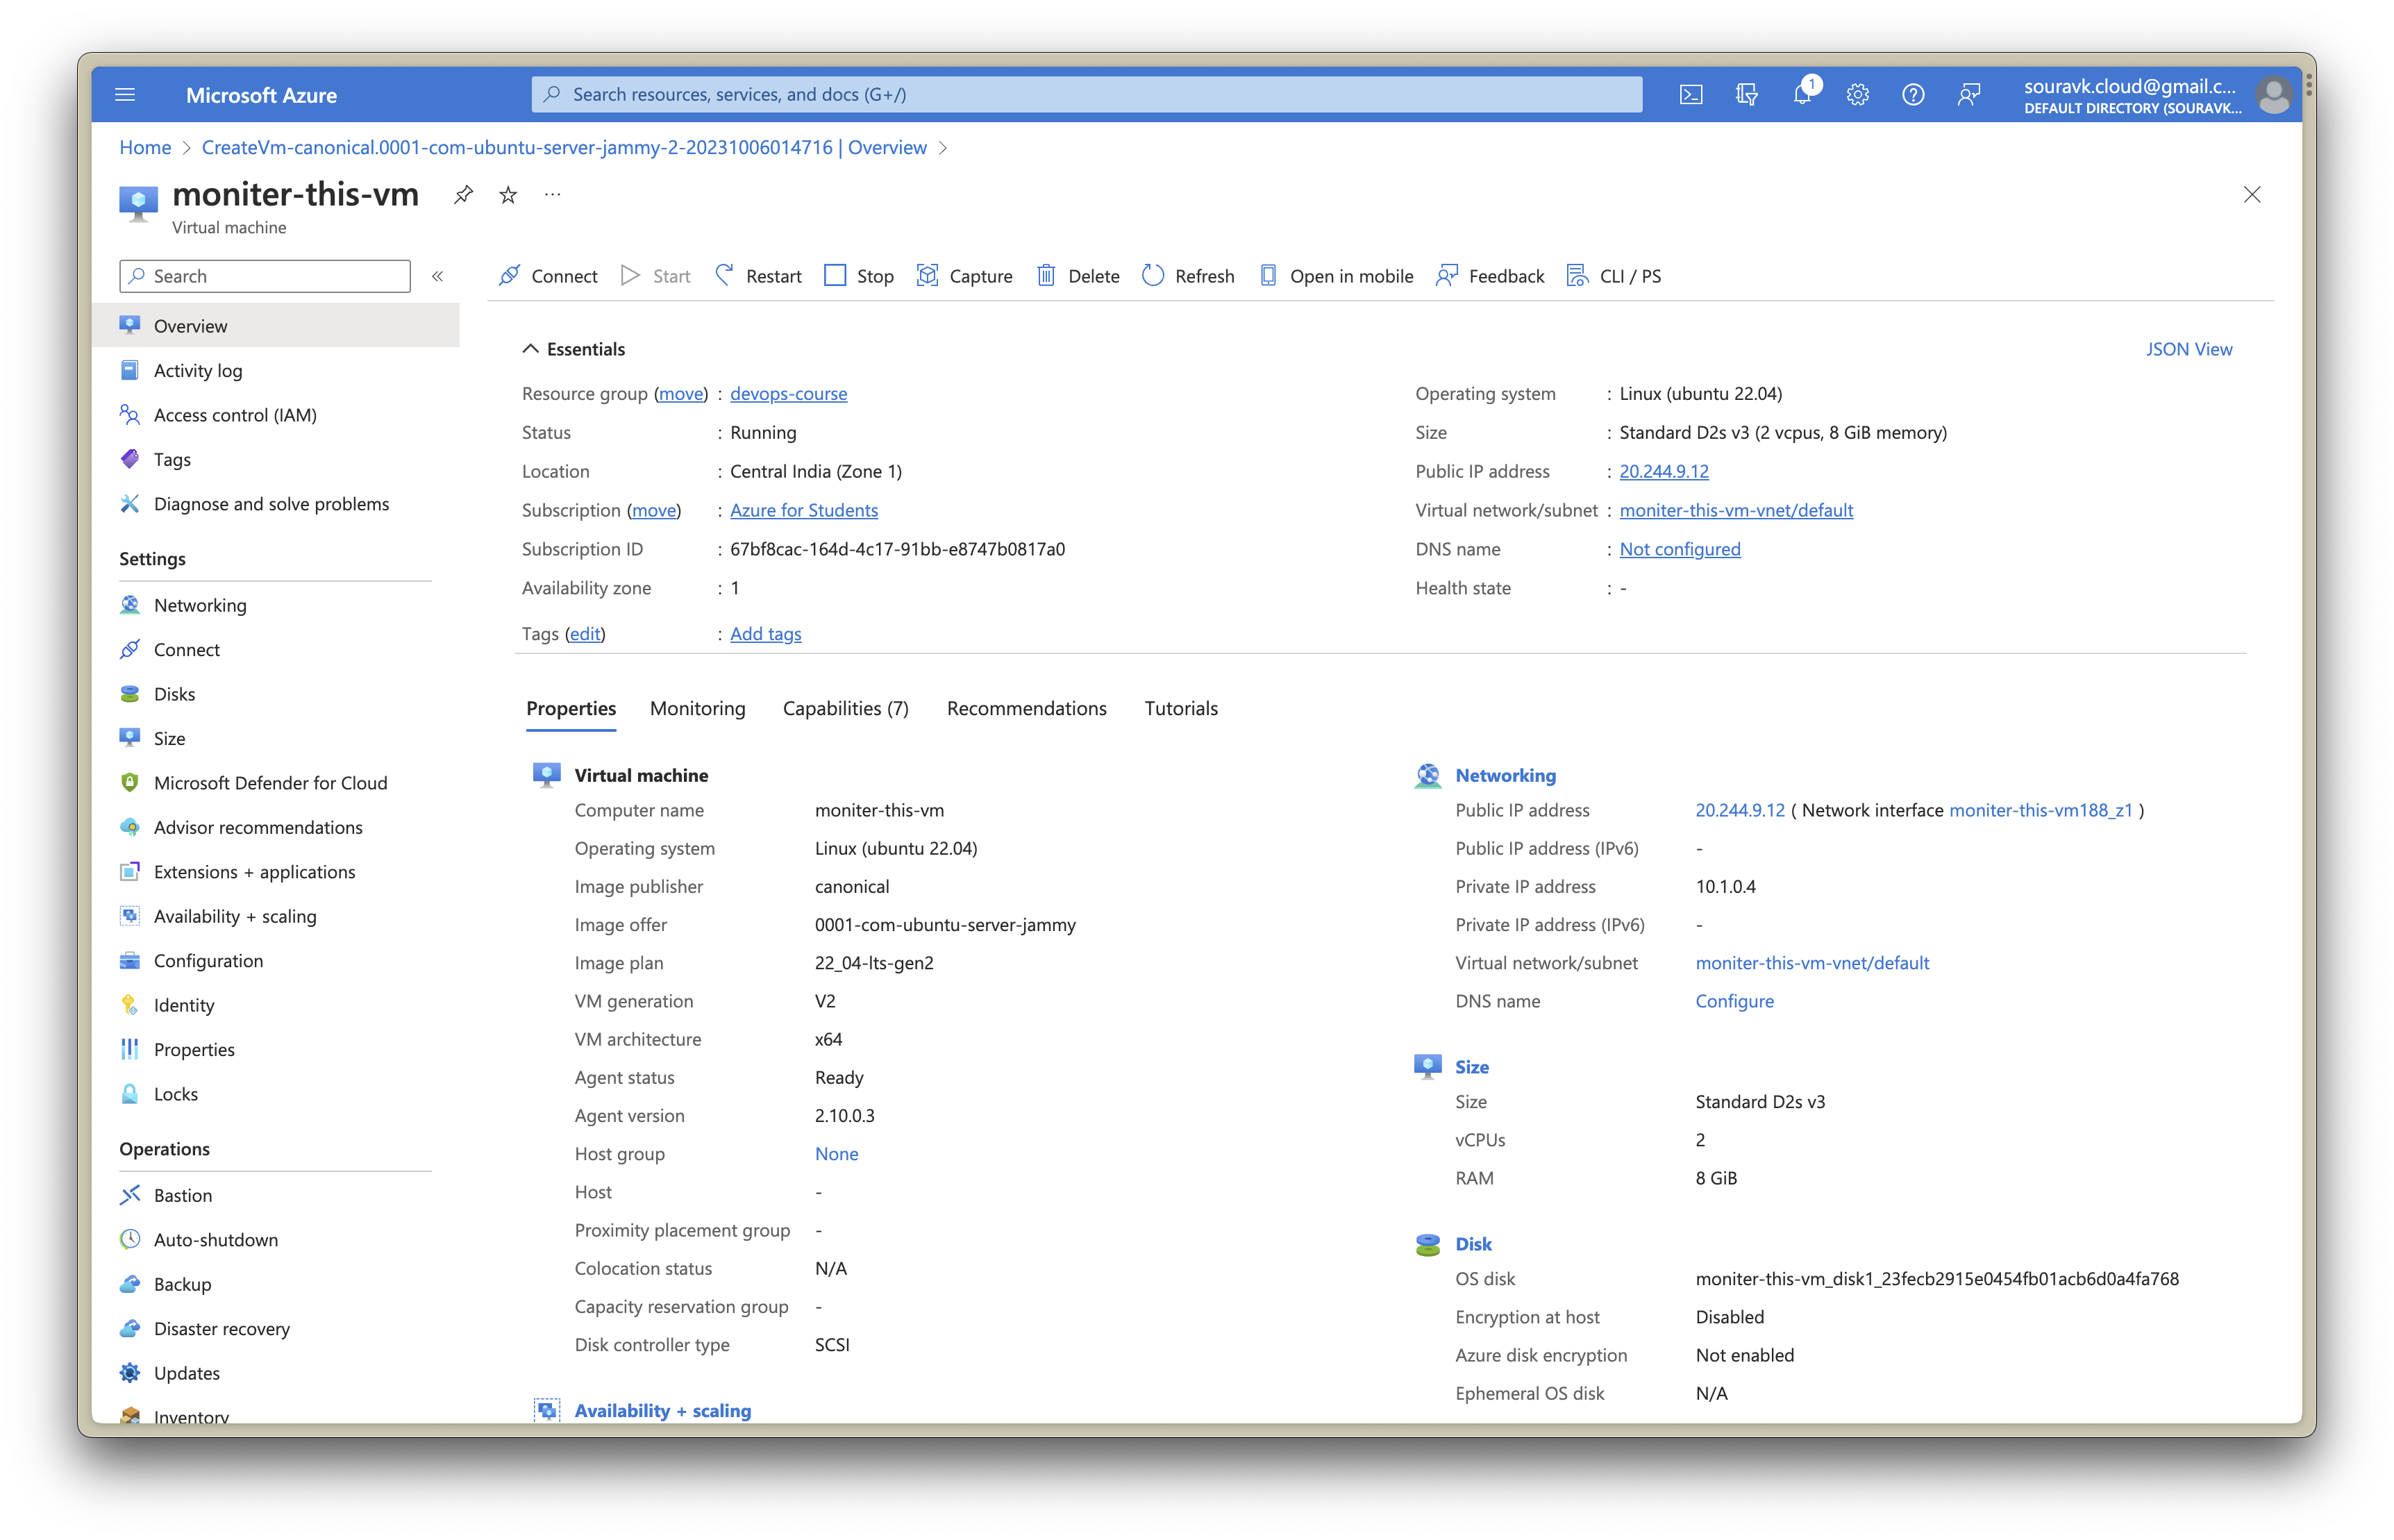 Microsoft Azure
Search resources, services, and docs (G+/)
1
souravk.cloud@gmail.c...
DEFAULT DIRECTORY (SOURAVK...
Home > CreateVm-canonical.0001-com-ubuntu-server-jammy-2-20231006014716 | Overview >
moniter-this-vm
Virtual machine
Search
Connect
Start
Restart
Stop
Capture
Delete
Refresh
Open in mobile
Feedback
CLI / PS
Overview
Activity log
Access control (IAM)
Tags
Diagnose and solve problems
Settings
Networking
Connect
Disks
Size
Microsoft Defender for Cloud
Advisor recommendations
Extensions + applications
Availability + scaling
Configuration
Identity
Properties
Locks
Operations
Bastion
Auto-shutdown
Backup
Disaster recovery
Updates
Inventory
Essentials
JSON View
Resource group (move) : devops-course
Status : Running
Location : Central India (Zone 1)
Subscription (move) : Azure for Students
Subscription ID : 67bf8cac-164d-4c17-91bb-e8747b0817a0
Availability zone : 1
Tags (edit) : Add tags
Operating system : Linux (ubuntu 22.04)
Size : Standard D2s v3 (2 vcpus, 8 GiB memory)
Public IP address : 20.244.9.12
Virtual network/subnet : moniter-this-vm-vnet/default
DNS name : Not configured
Health state : -
Properties
Monitoring
Capabilities (7)
Recommendations
Tutorials
Virtual machine
Computer name moniter-this-vm
Operating system Linux (ubuntu 22.04)
Image publisher canonical
Image offer 0001-com-ubuntu-server-jammy
Image plan 22_04-lts-gen2
VM generation V2
VM architecture x64
Agent status Ready
Agent version 2.10.0.3
Host group None
Host -
Proximity placement group -
Colocation status N/A
Capacity reservation group -
Disk controller type SCSI
Availability + scaling
Networking
Public IP address 20.244.9.12 ( Network interface moniter-this-vm188_z1 )
Public IP address (IPv6) -
Private IP address 10.1.0.4
Private IP address (IPv6) -
Virtual network/subnet moniter-this-vm-vnet/default
DNS name Configure
Size
Size Standard D2s v3
vCPUs 2
RAM 8 GiB
Disk
OS disk moniter-this-vm_disk1_23fecb2915e0454fb01acb6d0a4fa768
Encryption at host Disabled
Azure disk encryption Not enabled
Ephemeral OS disk N/A